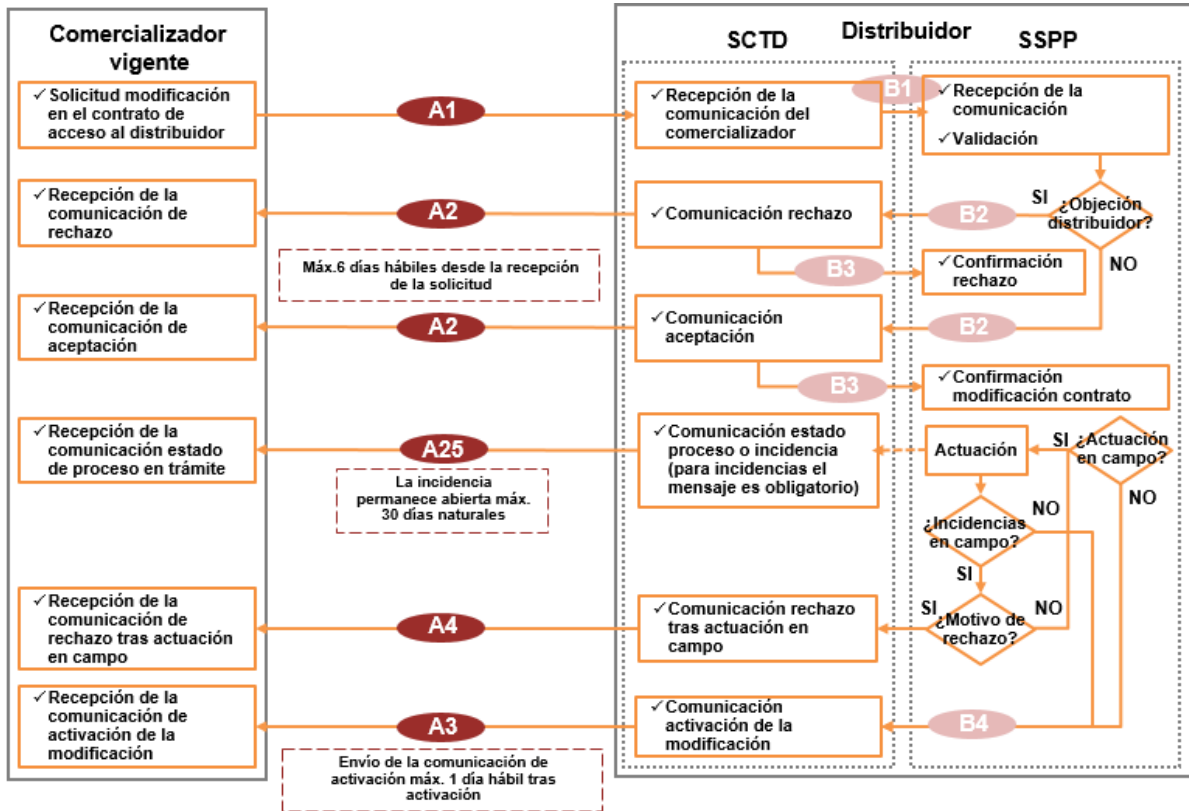 Comercializador
vigente
Distribuidor
SCTD
SSPP
✓ Solicitud modificación
en el contrato de
acceso al distribuidor
A1
✓ Recepción de la
comunicación del
comercializador
B1
✓ Recepción de la
comunicación
✓ Validación
✓ Recepción de la
comunicación de
rechazo
A2
✓ Comunicación rechazo
B2
SI
¿Objeción
distribuidor?
NO
Máx.6 días hábiles desde la recepción
de la solicitud
B3
✓ Confirmación
rechazo
✓ Recepción de la
comunicación de
aceptación
A2
✓ Comunicación
aceptación
B2
B3
✓ Confirmación
modificación contrato
✓ Recepción de la
comunicación estado
de proceso en trámite
A25
✓ Comunicación estado
proceso o incidencia
(para incidencias el
mensaje es obligatorio)
Actuación
SI
¿Actuación
en campo?
NO
La incidencia
permanece abierta máx.
30 días naturales
¿Incidencias
en campo?
NO
SI
✓ Recepción de la
comunicación de
rechazo tras actuación
en campo
A4
✓ Comunicación rechazo
tras actuación en
campo
SI
¿Motivo de
rechazo?
NO
✓ Recepción de la
comunicación de
activación de la
modificación
A3
✓ Comunicación
activación de la
modificación
B4
Envío de la comunicación de
activación máx. 1 día hábil tras
activación